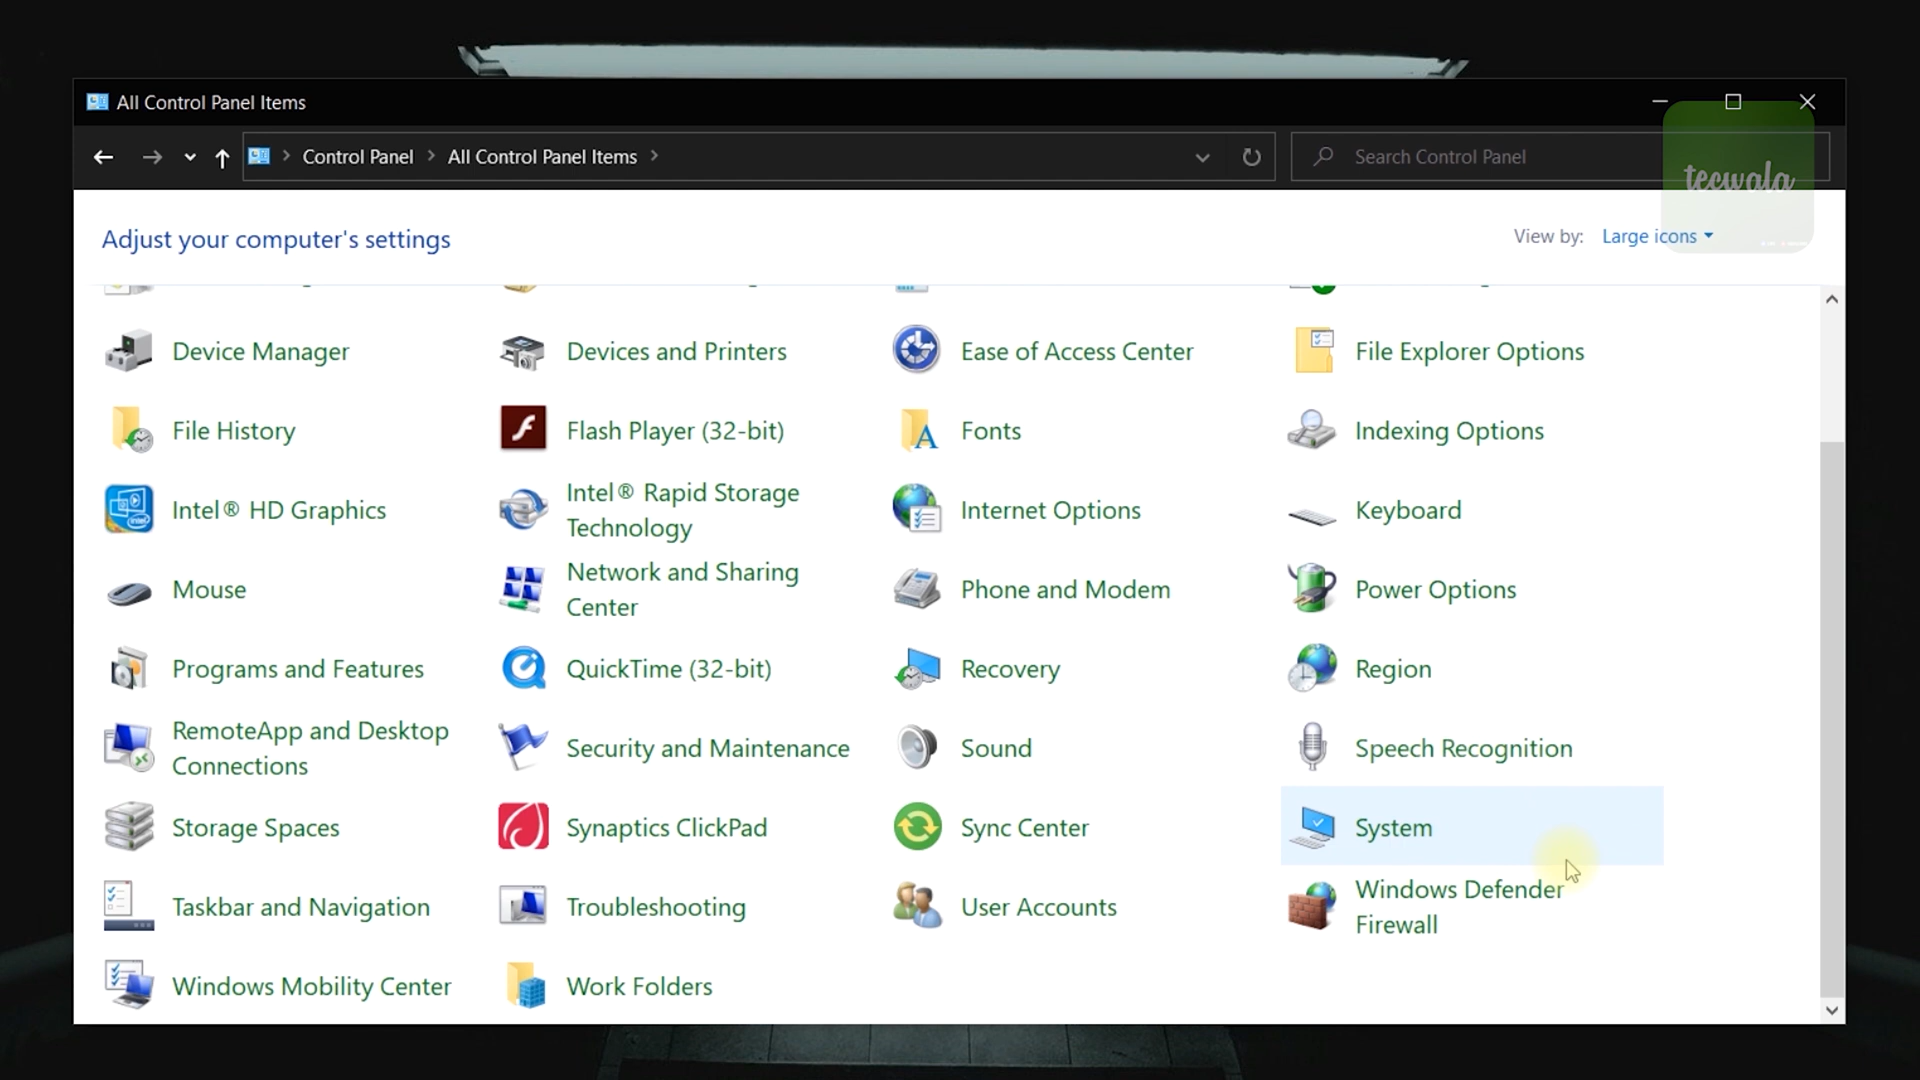 All Control Panel Items
Control Panel
All Control Panel Items
Search Control Panel
tecwala
Adjust your computer's settings
View by: Large icons
Device Manager
Devices and Printers
Ease of Access Center
File Explorer Options
File History
Flash Player (32-bit)
Fonts
Indexing Options
Intel® HD Graphics
Intel® Rapid Storage
Technology
Internet Options
Keyboard
Mouse
Network and Sharing
Center
Phone and Modem
Power Options
Programs and Features
QuickTime (32-bit)
Recovery
Region
RemoteApp and Desktop
Connections
Security and Maintenance
Sound
Speech Recognition
Storage Spaces
Synaptics ClickPad
Sync Center
System
Taskbar and Navigation
Troubleshooting
User Accounts
Windows Defender
Firewall
Windows Mobility Center
Work Folders